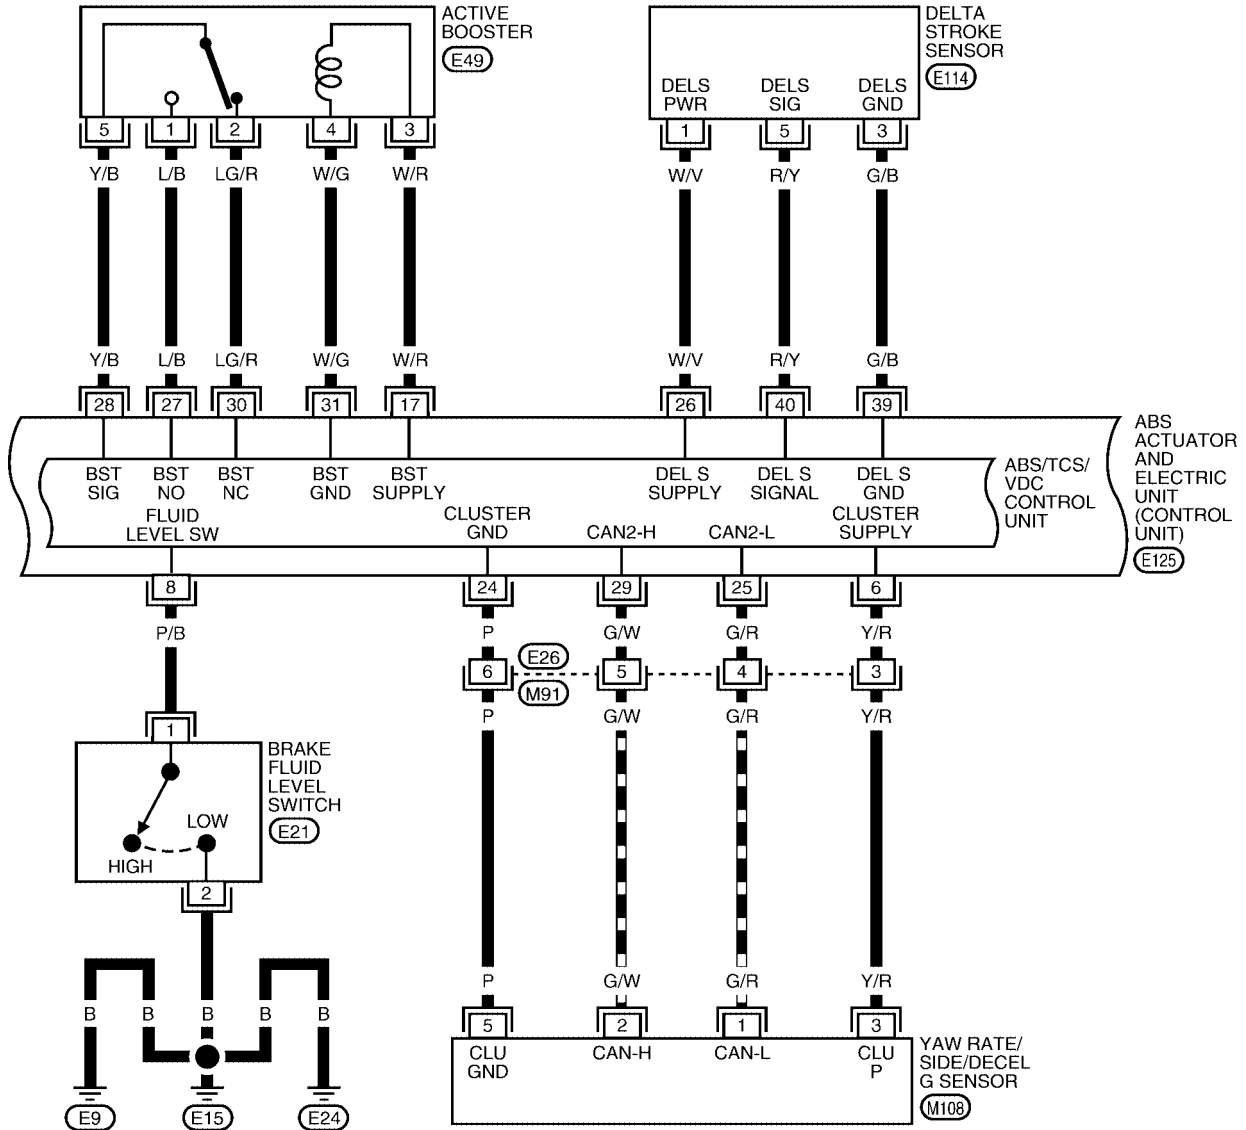 ACTIVE
BOOSTER
E49
DELTA
STROKE
SENSOR
E114
DELS
PWR
DELS
SIG
DELS
GND
5 1 2 4 3
1 5 3
Y/B L/B LG/R W/G W/R
W/V R/Y G/B
Y/B L/B LG/R W/G W/R
W/V R/Y G/B
28 27 30 31 17
26 40 39
BST
SIG
BST
NO
BST
NC
BST
GND
BST
SUPPLY
DEL S
SUPPLY
DEL S
SIGNAL
DEL S
GND
ABS/TCS/
VDC
CONTROL
UNIT
ABS
ACTUATOR
AND
ELECTRIC
UNIT
(CONTROL
UNIT)
E125
FLUID
LEVEL SW
CLUSTER
GND
CAN2-H
CAN2-L
CLUSTER
SUPPLY
8 24 29 25 6
P/B P G/W G/R Y/R
6 E26 5 4 3
M91
P G/W G/R Y/R
1
BRAKE
FLUID
LEVEL
SWITCH
E21
LOW
HIGH
2
P G/W G/R Y/R
B B B B B
5 2 1 3
CLU
GND
CAN-H
CAN-L
CLU
P
YAW RATE/
SIDE/DECEL
G SENSOR
M108
E9 E15 E24